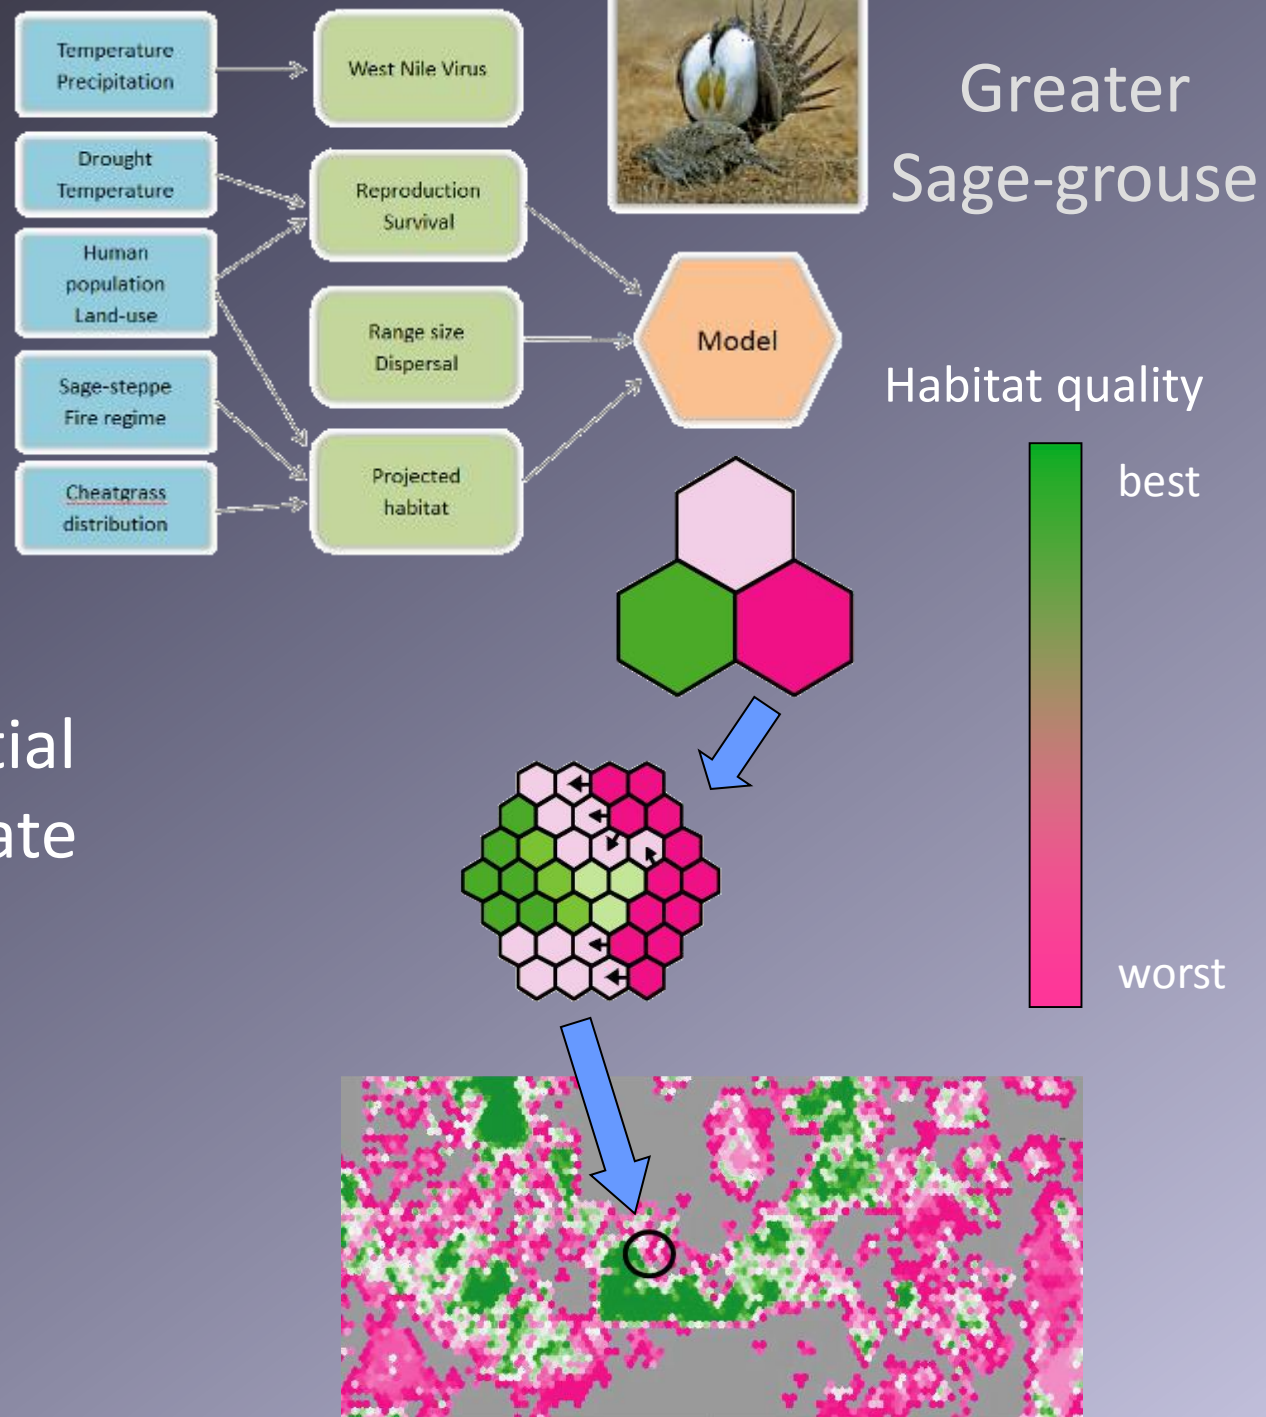 Temperature
Precipitation
West Nile Virus
Greater
Sage-grouse
Drought
Temperature
Reproduction
Survival
Human
population
Land-use
Range size
Dispersal
Model
Sage-steppe
Fire regime
Cheatgrass
distribution
Projected
habitat
Habitat quality
best
worst
tial
ate